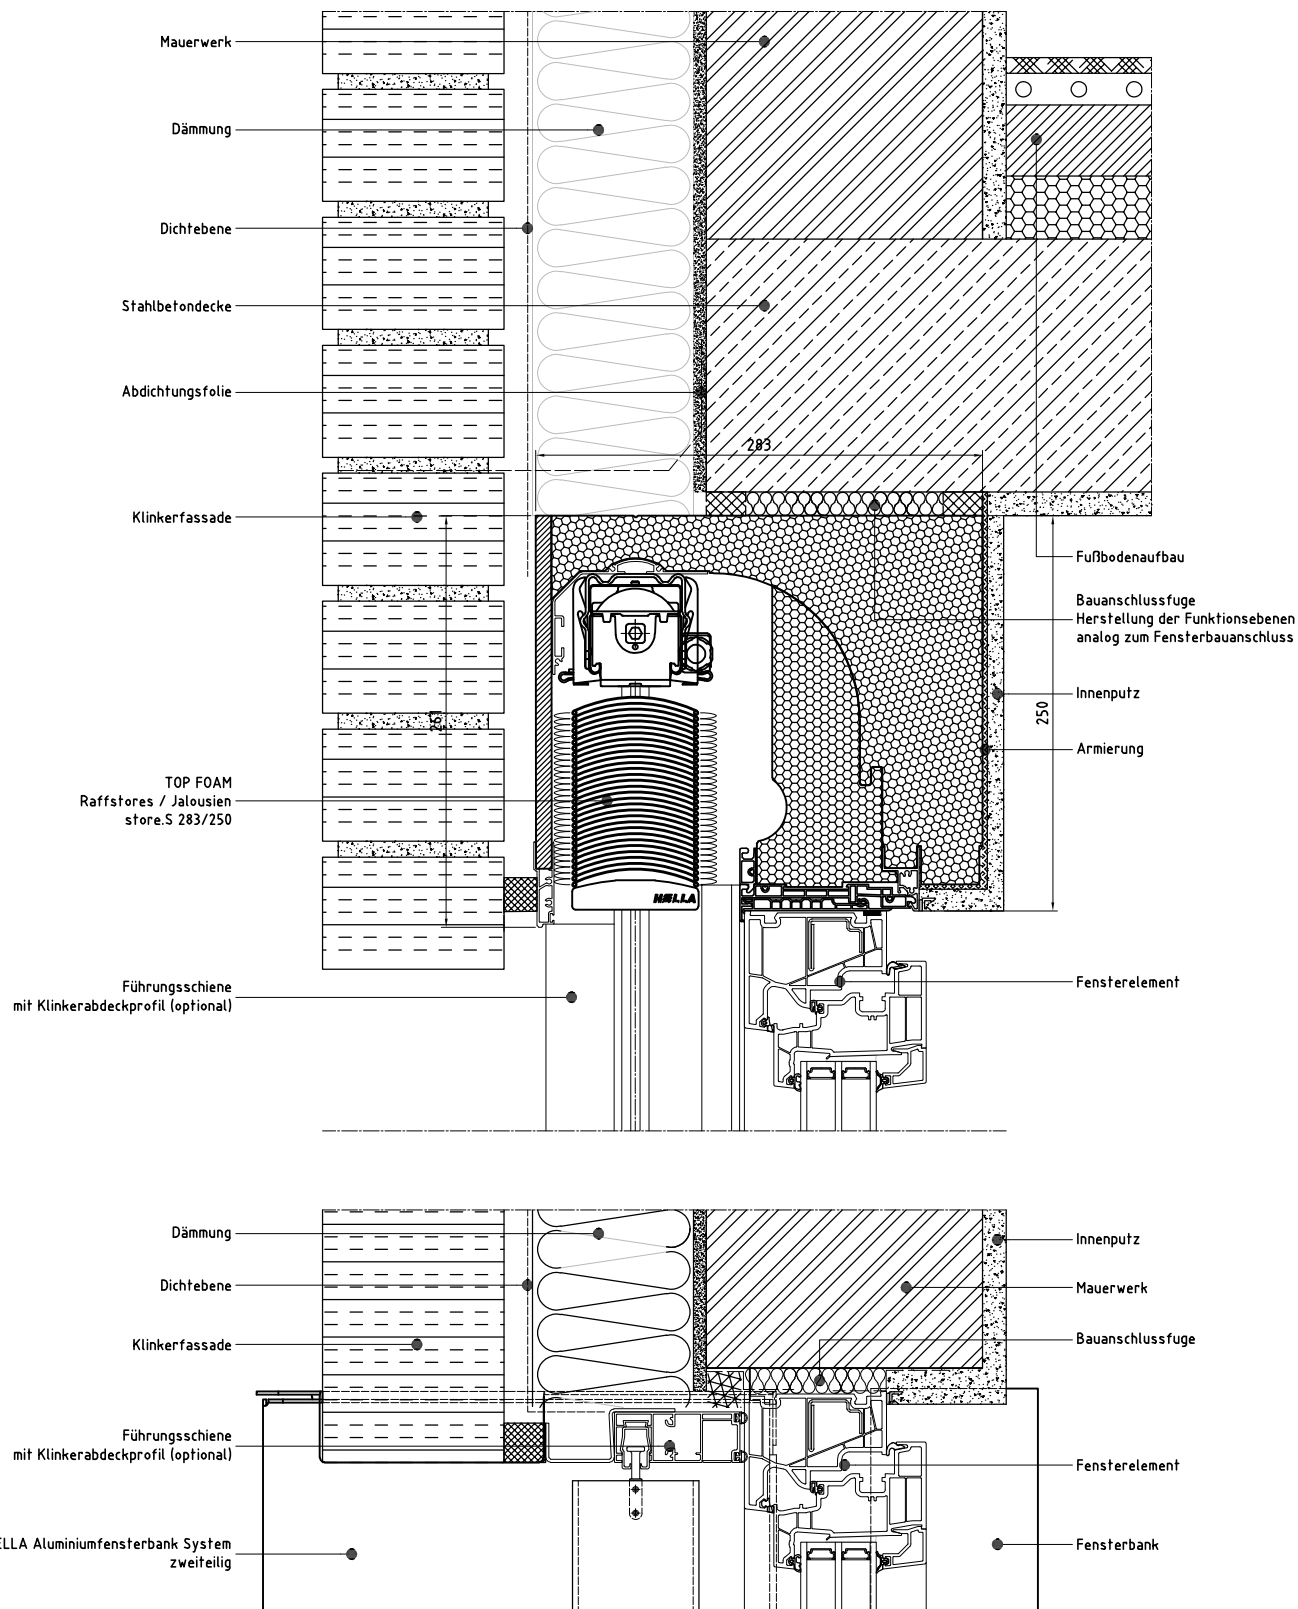 Mauerwerk
Dämmung
Dichtebene
Stahlbetondecke
Abdichtungsfolie
283
Klinkerfassade
Fußbodenaufbau
Bauanschlussfuge
Herstellung der Funktionsebenen
analog zum Fensterbauanschluss
Innenputz
261
250
Armierung
TOP FOAM
Raffstores / Jalousien
store.S 283/250
HELLA
Führungsschiene
mit Klinkerabdeckprofil (optional)
Fensterelement
Dämmung
Dichtebene
Klinkerfassade
Innenputz
Mauerwerk
Bauanschlussfuge
Führungsschiene
mit Klinkerabdeckprofil (optional)
Fensterelement
ELLA Aluminiumfensterbank System
zweiteilig
Fensterbank